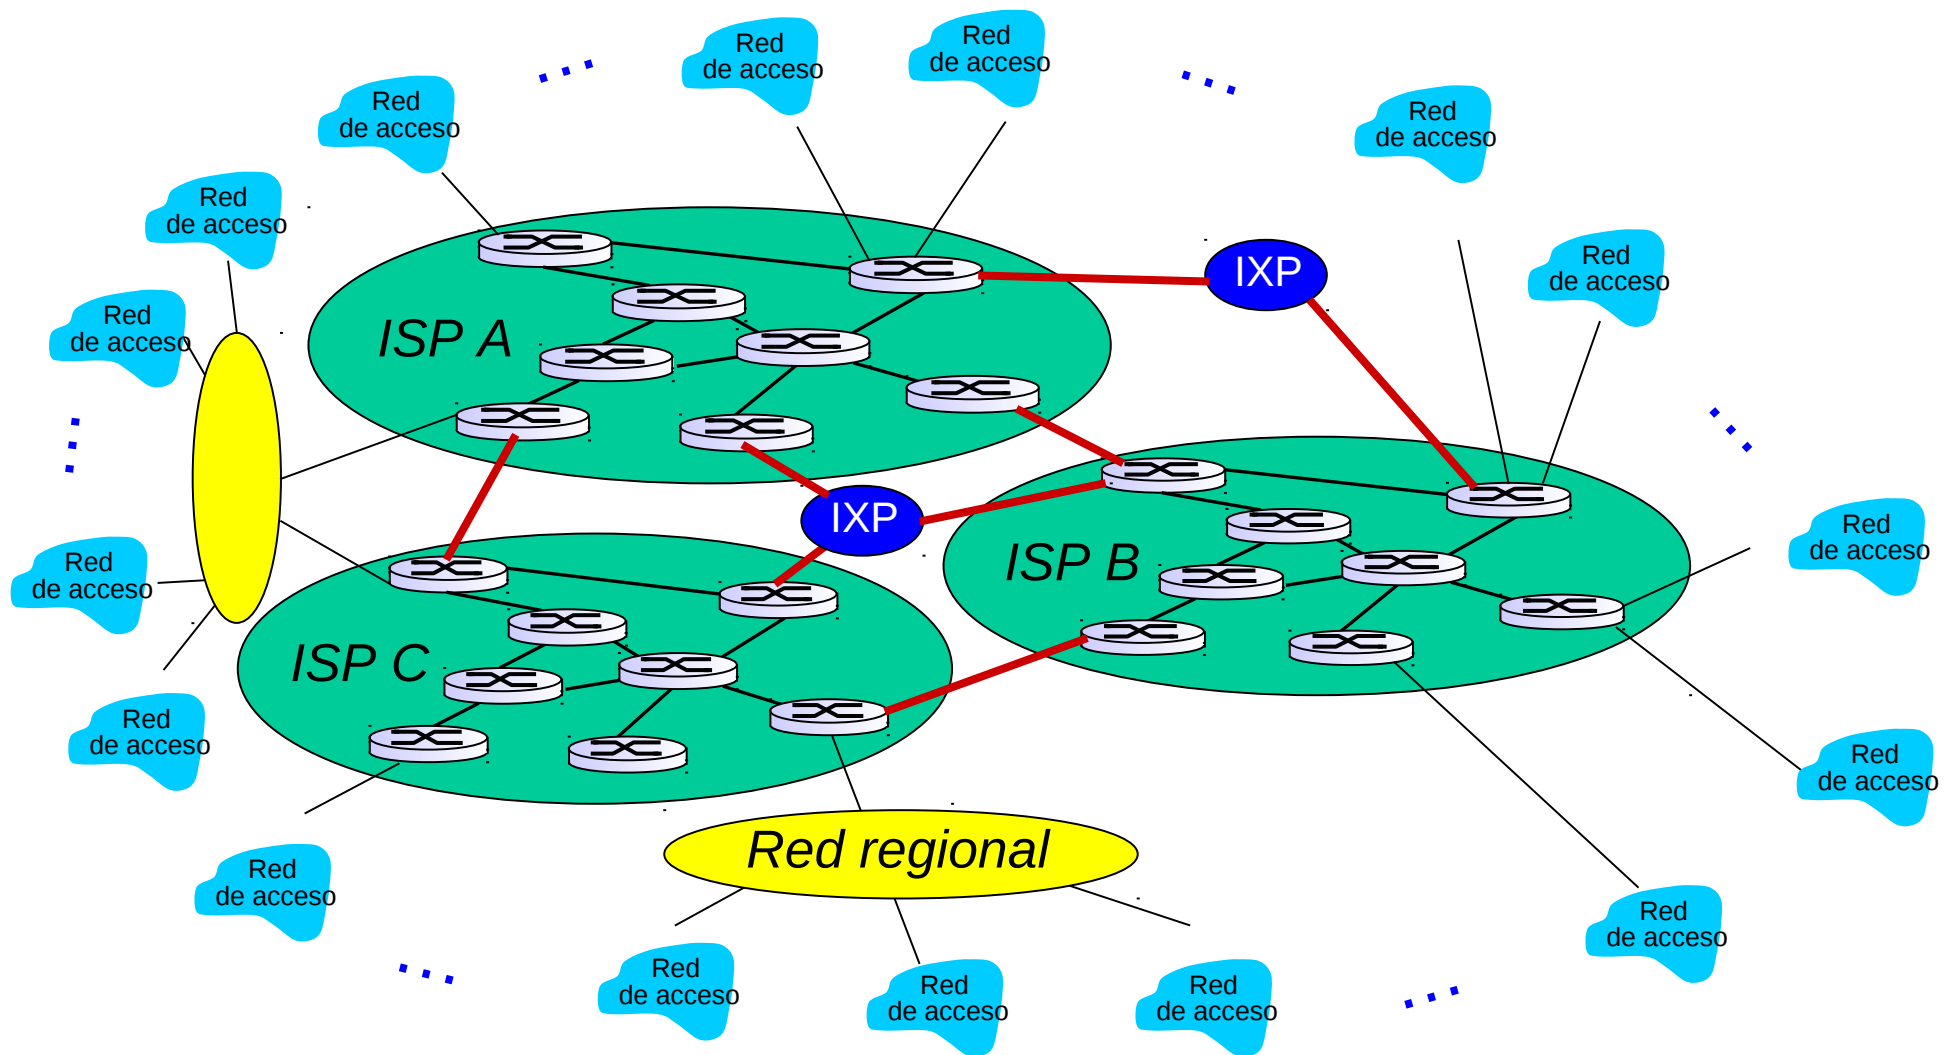 Red
de acceso
Red
de acceso
Red
de acceso
Red
de acceso
Red
de acceso
Red
de acceso
IXP
ISP A
Red
de acceso
IXP
Red
de acceso
ISP B
Red
de acceso
ISP C
Red
de acceso
Red
de acceso
Red regional
Red
de acceso
Red
de acceso
Red
de acceso
Red
de acceso
Red
de acceso